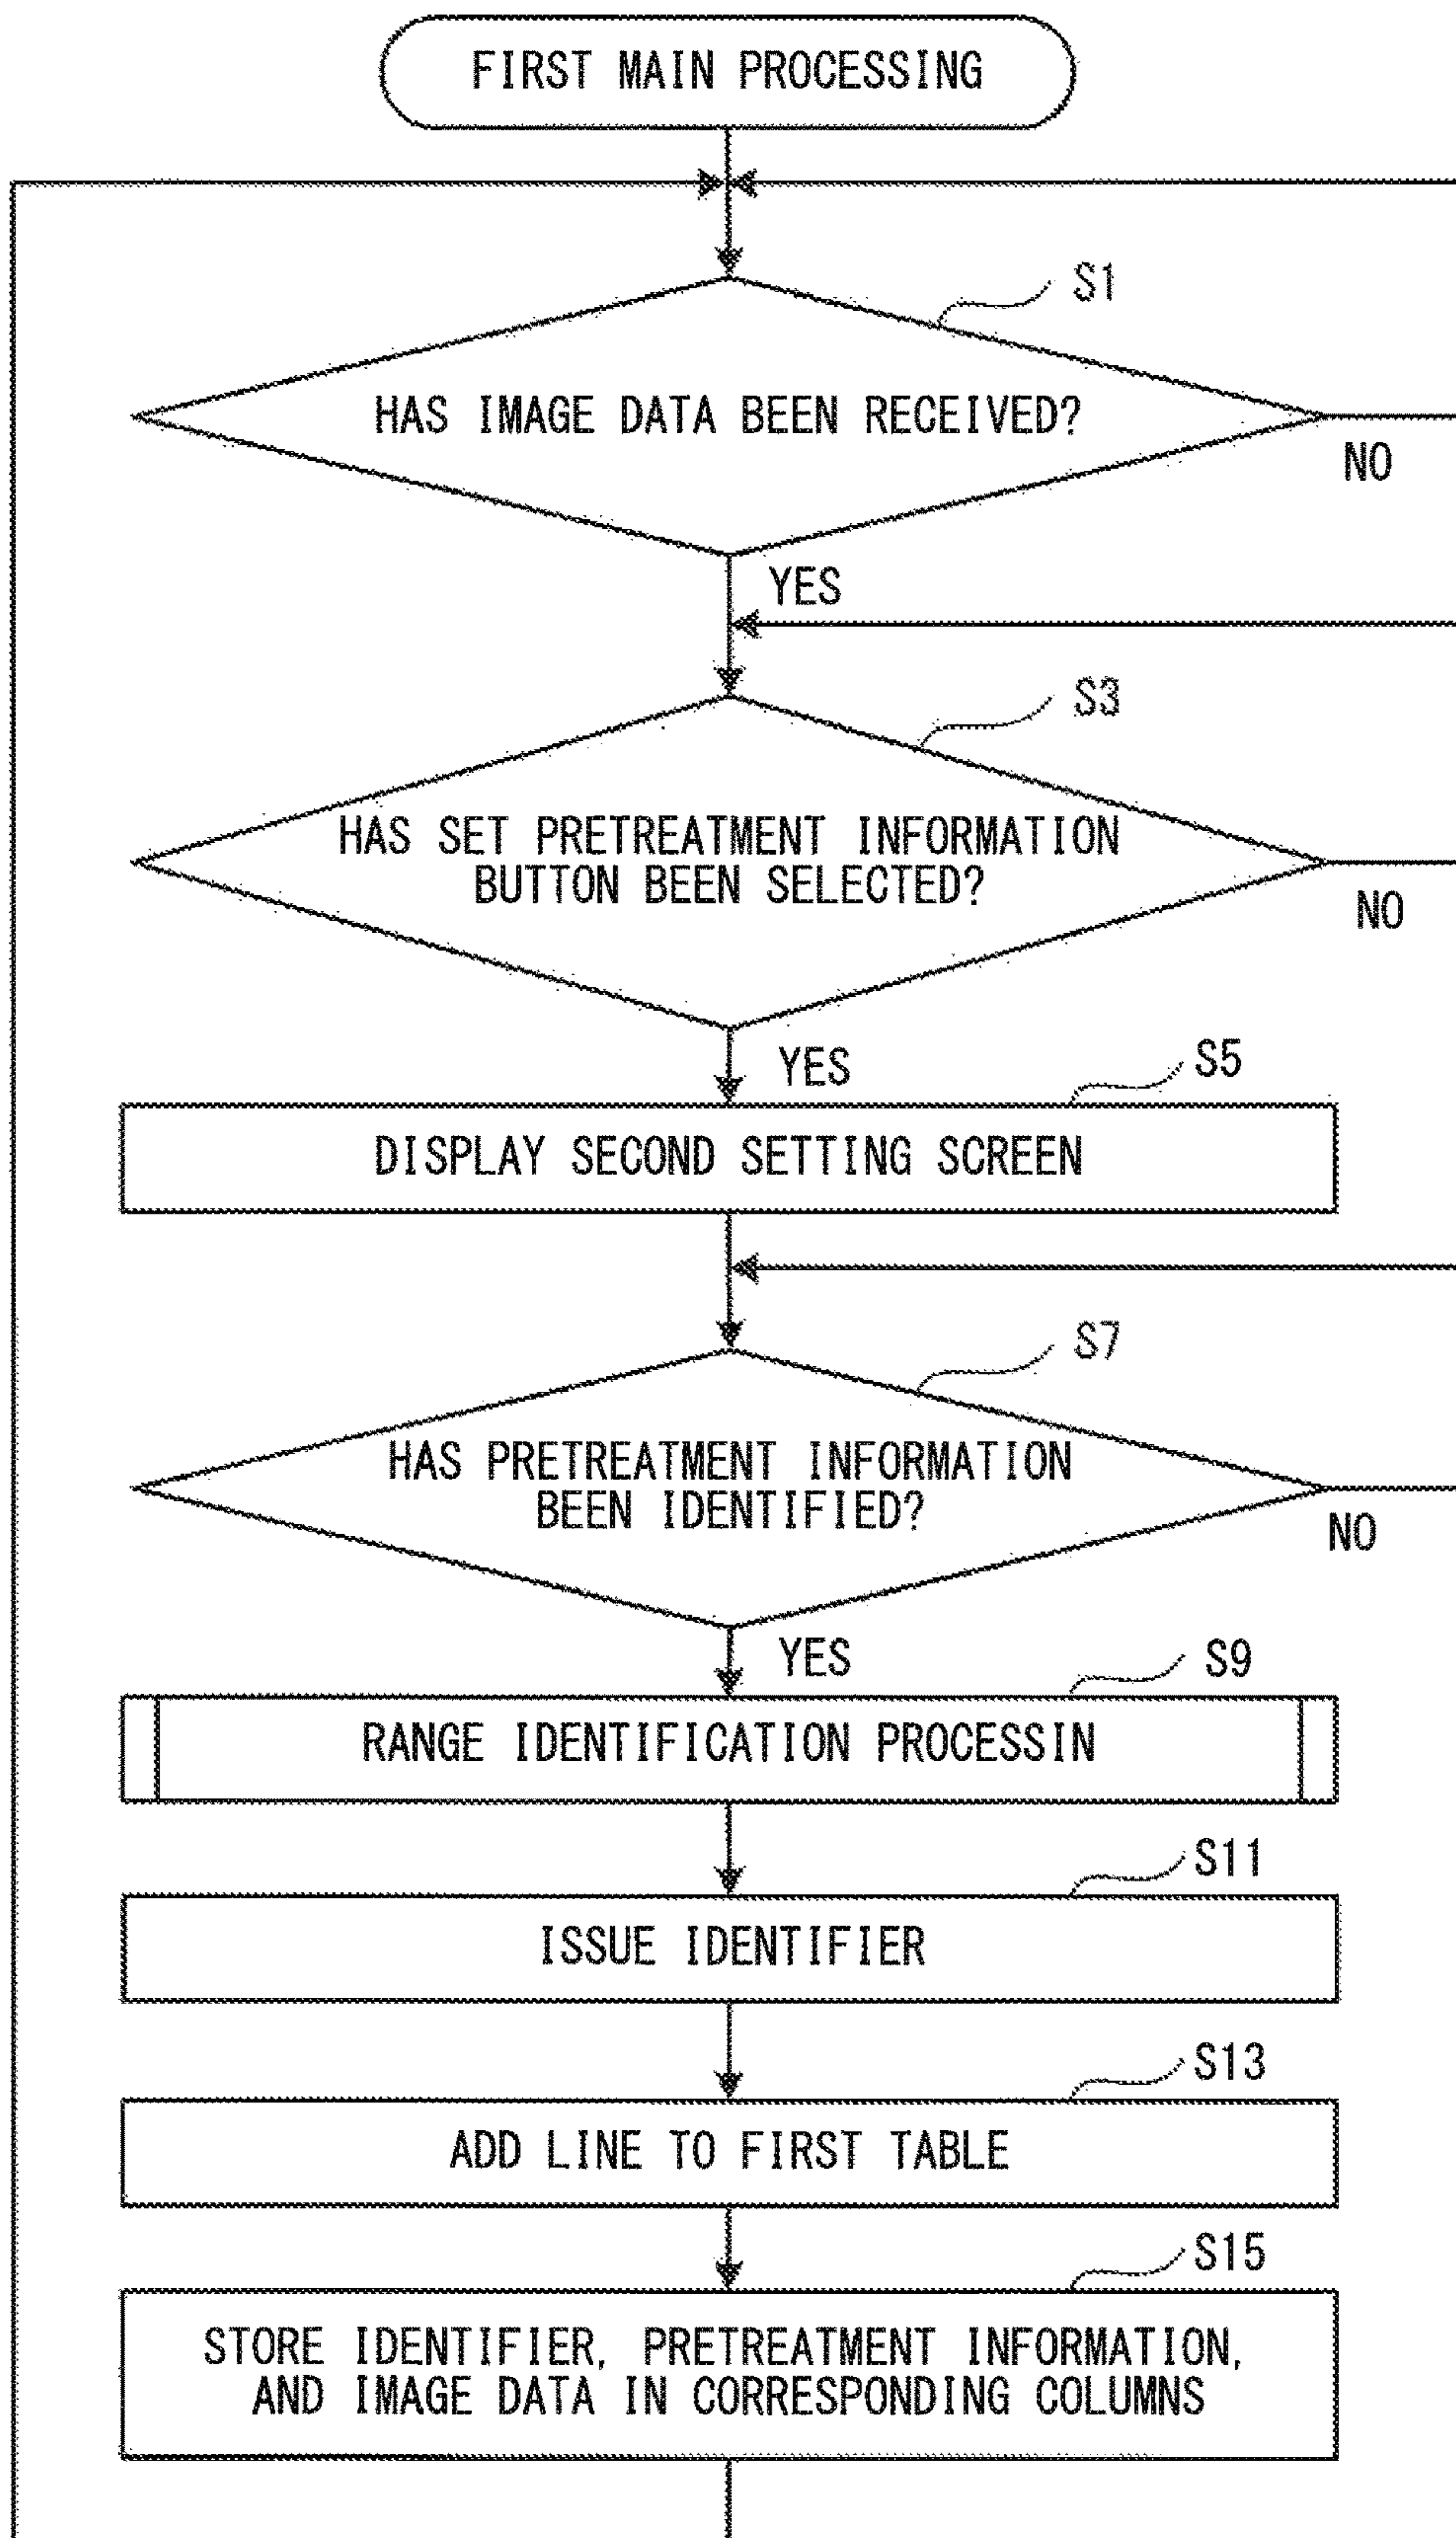 FIRST MAIN PROCESSING
S1
HAS IMAGE DATA BEEN RECEIVED?
NO
YES
S3
HAS SET PRETREATMENT INFORMATION
BUTTON BEEN SELECTED?
NO
YES
S5
DISPLAY SECOND SETTING SCREEN
S7
HAS PRETREATMENT INFORMATION
BEEN IDENTIFIED?
NO
YES
S9
RANGE IDENTIFICATION PROCESSIN
S11
ISSUE IDENTIFIER
S13
ADD LINE TO FIRST TABLE
S15
STORE IDENTIFIER, PRETREATMENT INFORMATION,
AND IMAGE DATA IN CORRESPONDING COLUMNS